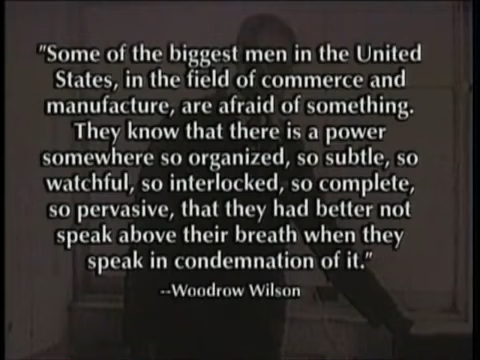 "Some of the biggest men in the United
States, in the field of commerce and
manufacture, are afraid of something.
They know that there is a power
somewhere so organized, so subtle, so
watchful, so interlocked, so complete,
so pervasive, that they had better not
speak above their breath when they
speak in condemnation of it."
--Woodrow Wilson